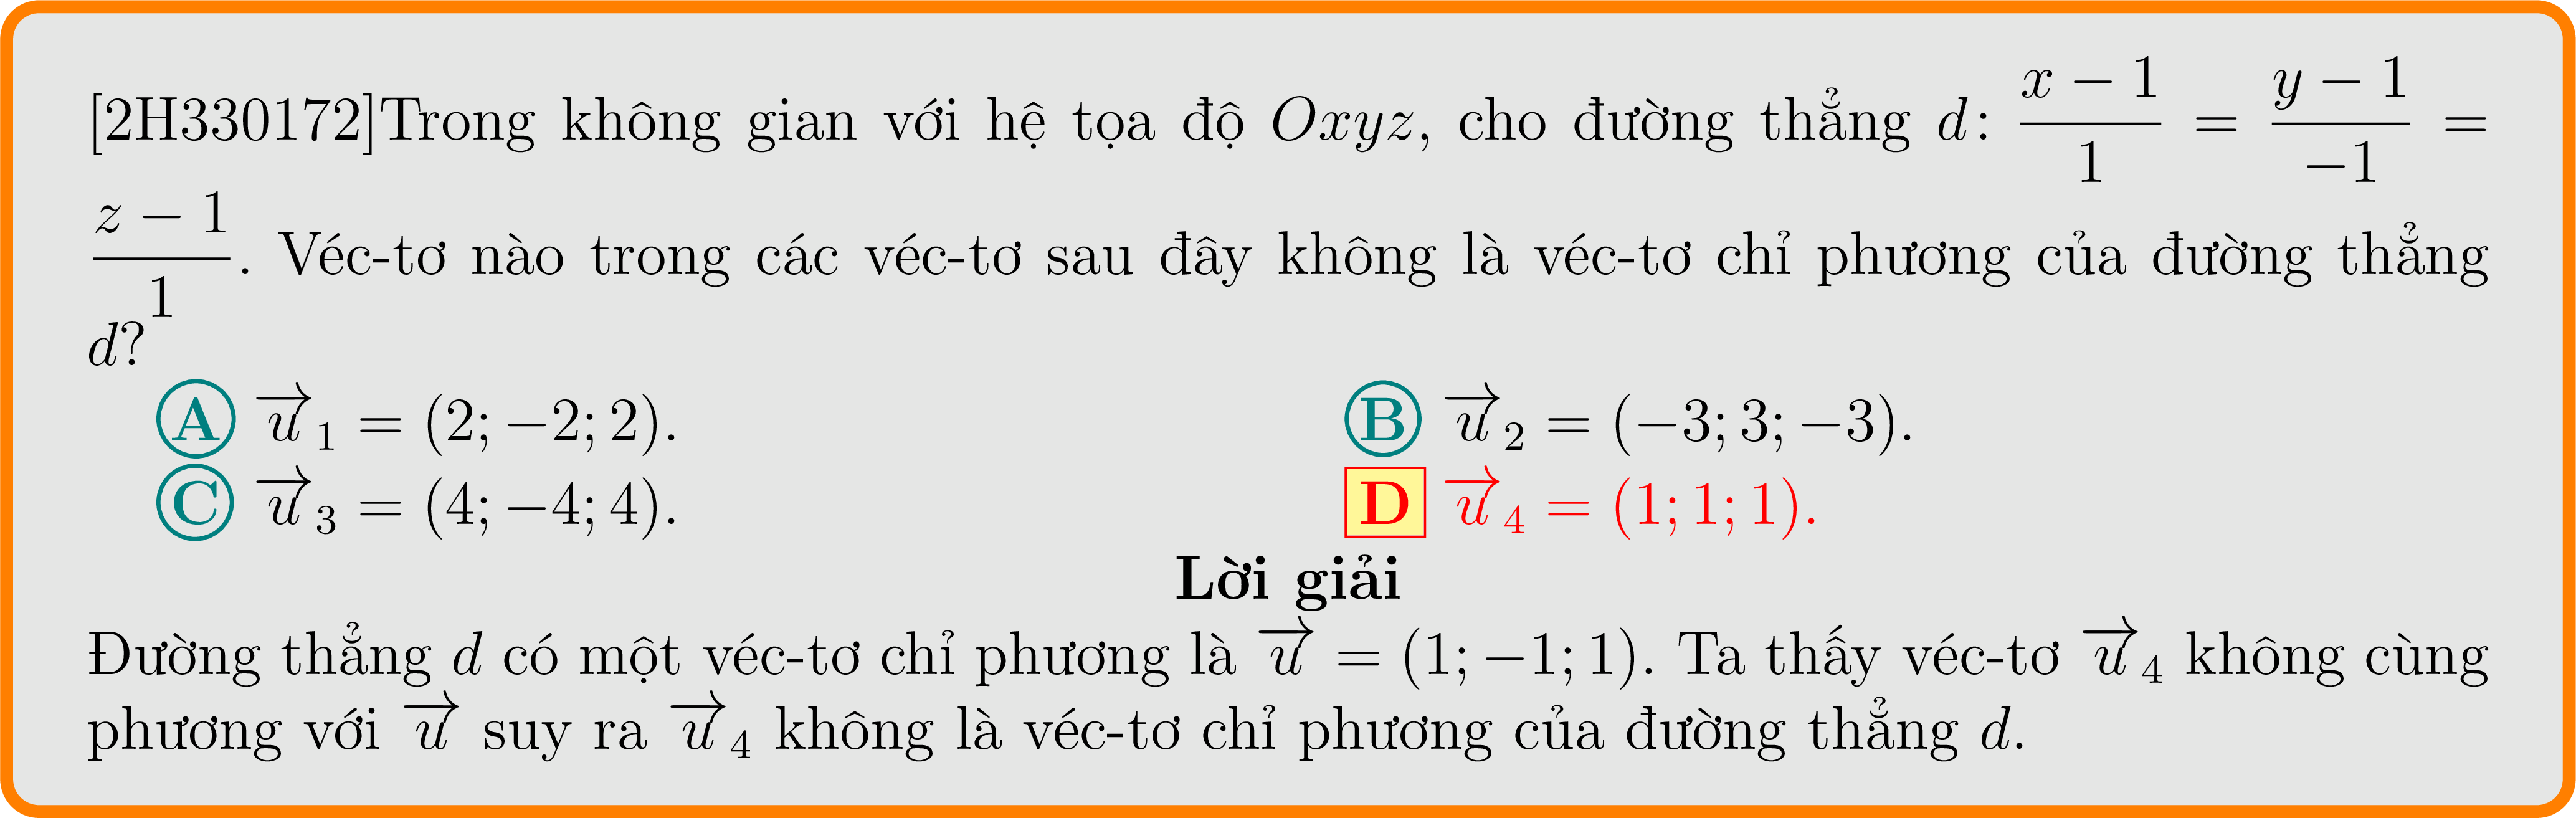 [2H330172]Trong không gian với hệ tọa độ Oxyz, cho đường thẳng d: \frac{x − 1}{1} = \frac{y − 1}{−1} =
\frac{z − 1}{1}. Véc-tơ nào trong các véc-tơ sau đây không là véc-tơ chỉ phương của đường thẳng
d?
A \overrightarrow{u}_1 = (2; −2; 2). B \overrightarrow{u}_2 = (−3; 3; −3).
C \overrightarrow{u}_3 = (4; −4; 4). D \overrightarrow{u}_4 = (1; 1; 1).
Lời giải
Đường thẳng d có một véc-tơ chỉ phương là \overrightarrow{u} = (1; −1; 1). Ta thấy véc-tơ \overrightarrow{u}_4 không cùng
phương với \overrightarrow{u} suy ra \overrightarrow{u}_4 không là véc-tơ chỉ phương của đường thẳng d.